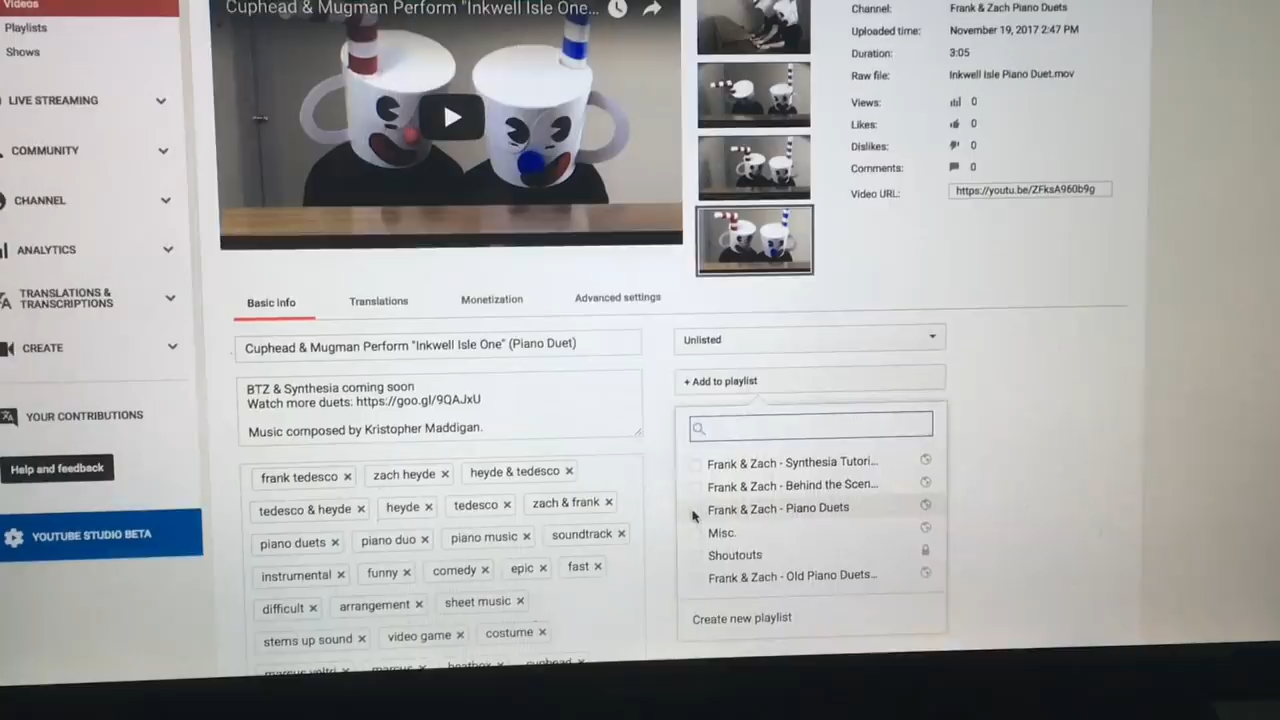 Videos
Playlists
Shows
LIVE STREAMING
COMMUNITY
CHANNEL
ANALYTICS
TRANSLATIONS &
TRANSCRIPTIONS
CREATE
YOUR CONTRIBUTIONS
Help and feedback
YOUTUBE STUDIO BETA
Cuphead & Mugman Perform "Inkwell Isle One...
Channel: Frank & Zach Piano Duets
Uploaded time: November 19, 2017 2:47 PM
Duration: 3:05
Raw file: Inkwell Isle Piano Duet.mov
Views: 0
Likes: 0
Dislikes: 0
Comments: 0
Video URL: https://youtu.be/ZFksA960b9g
Basic info Translations Monetization Advanced settings
Cuphead & Mugman Perform "Inkwell Isle One" (Piano Duet)
BTZ & Synthesia coming soon
Watch more duets: https://goo.gl/9QAJxU
Music composed by Kristopher Maddigan.
frank tedesco × zach heyde × heyde & tedesco ×
tedesco & heyde × heyde × tedesco × zach & frank ×
piano duets × piano duo × piano music × soundtrack ×
instrumental × funny × comedy × epic × fast ×
difficult × arrangement × sheet music ×
stems up sound × video game × costume ×
marcus veltri × marcus × beatbox × cuphead ×
Unlisted
+ Add to playlist
Frank & Zach - Synthesia Tutori...
Frank & Zach - Behind the Scen...
Frank & Zach - Piano Duets
Misc.
Shoutouts
Frank & Zach - Old Piano Duets...
Create new playlist